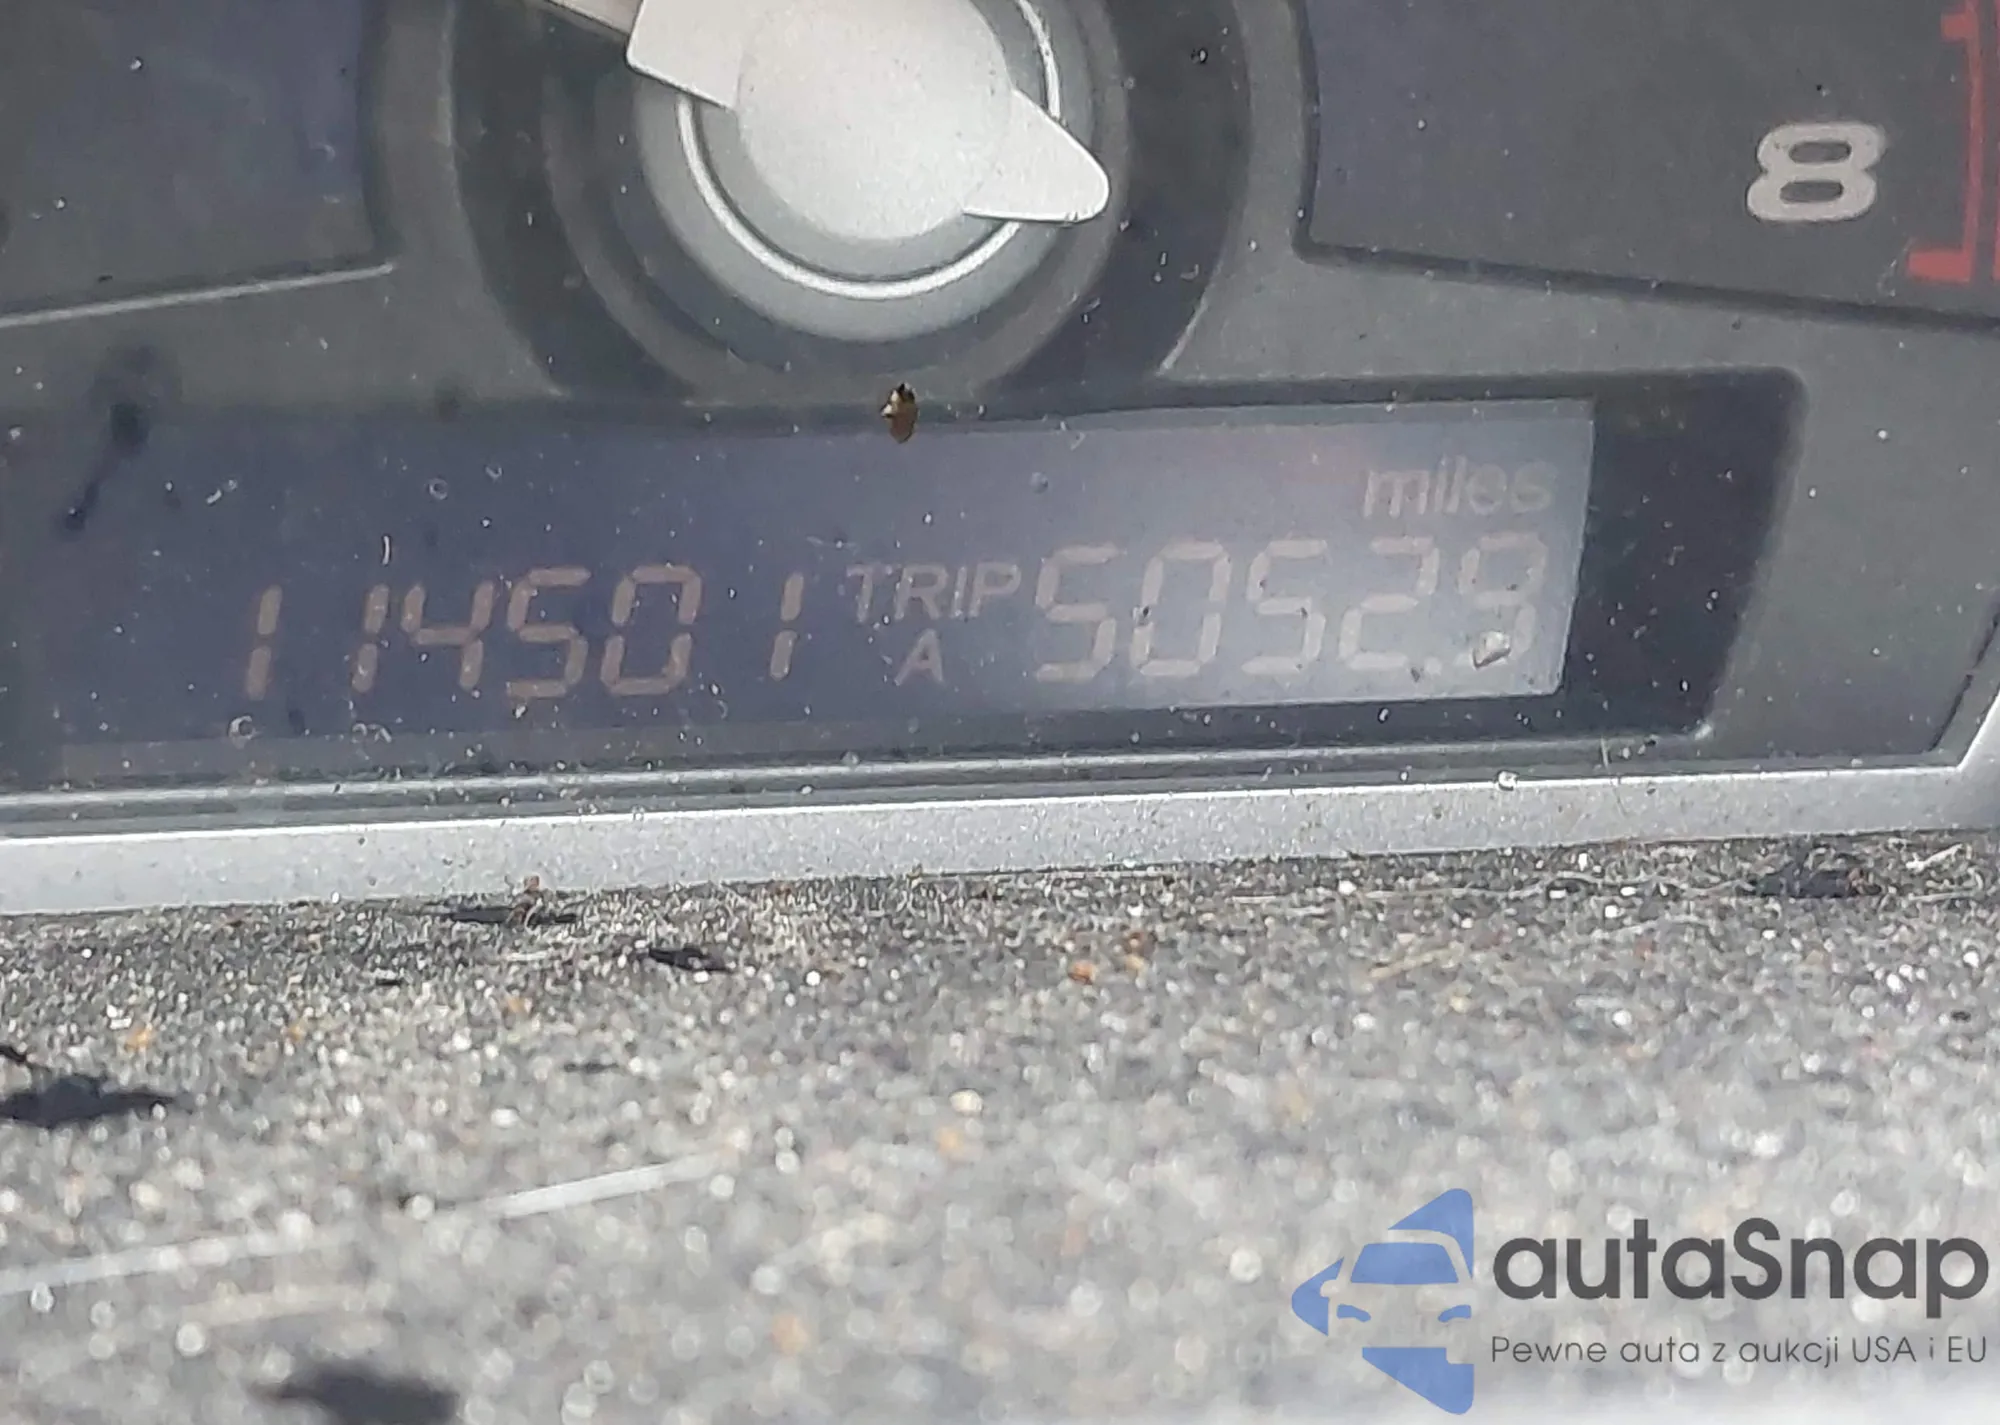 8
miles
114501 TRIP A 5052.9
autaSnap
Pewne auta z aukcji USA i EU